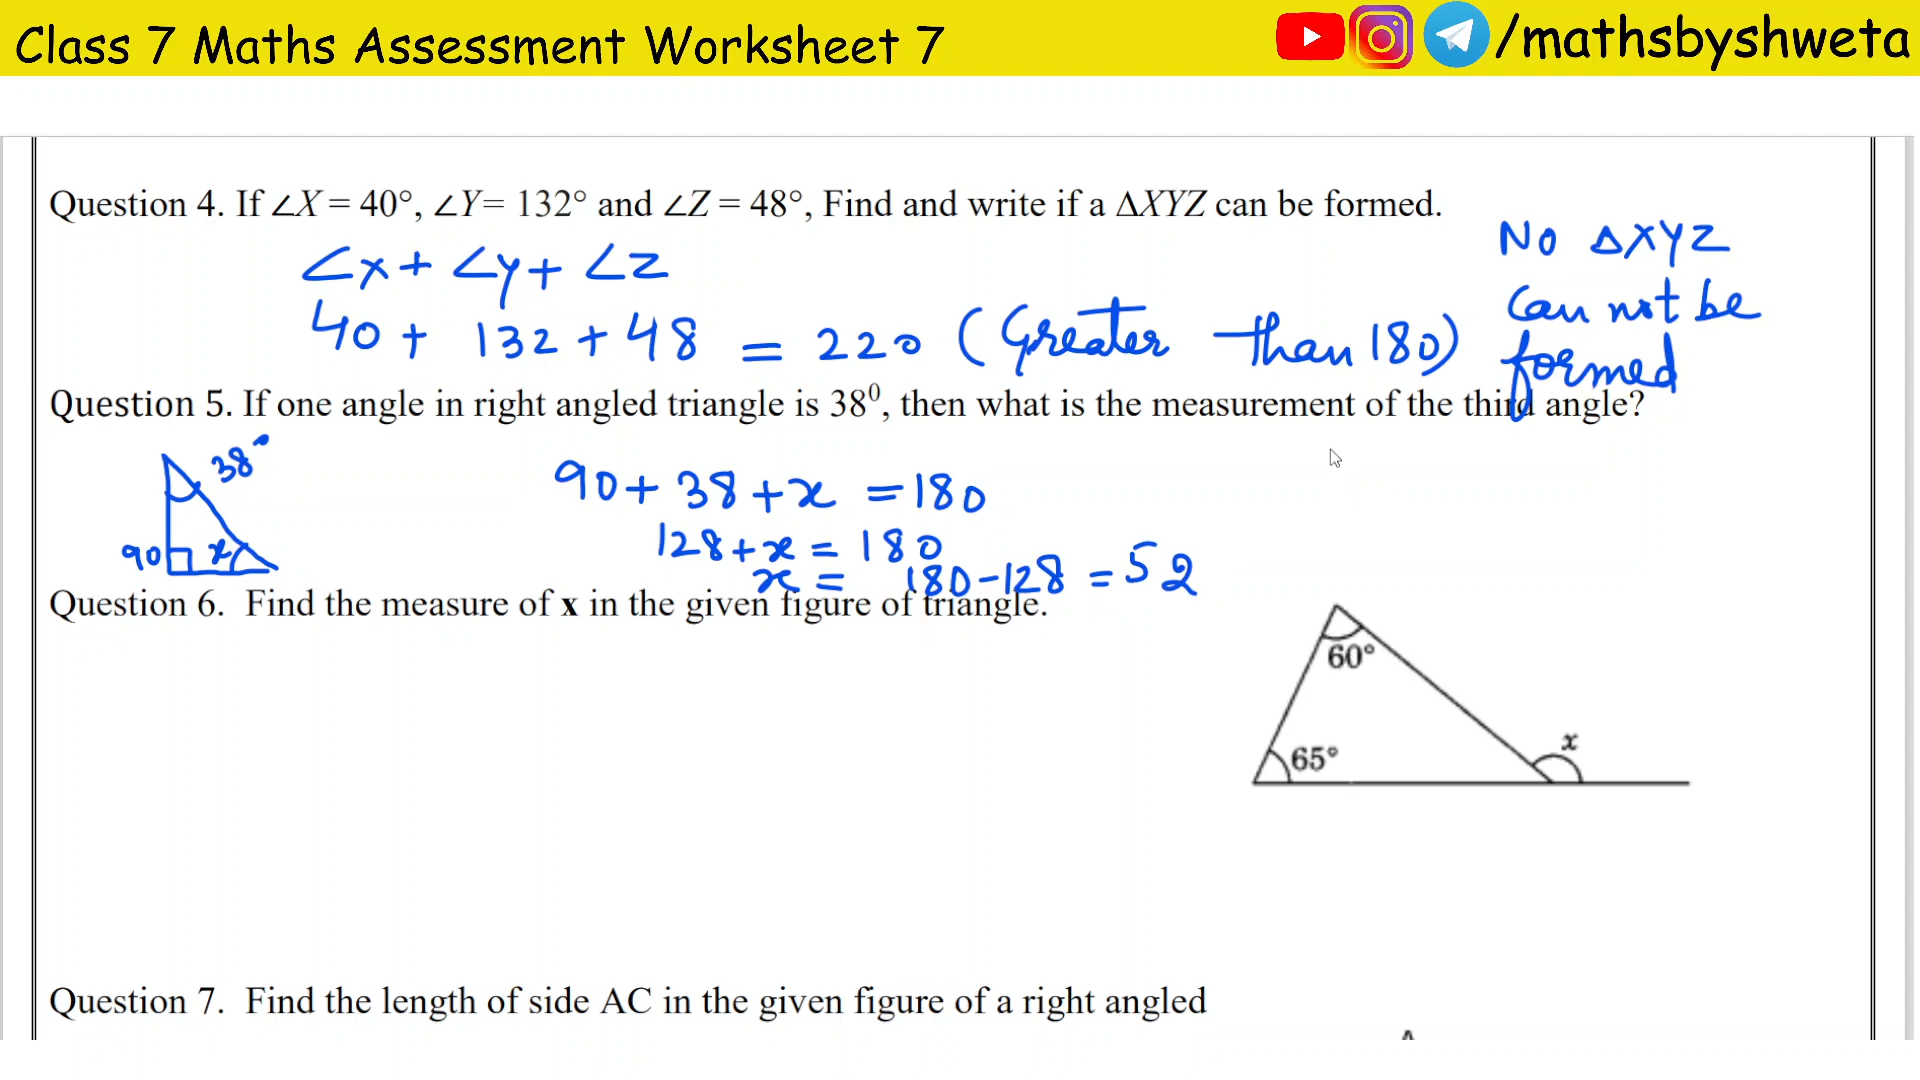 Class 7 Maths Assessment Worksheet 7
/mathsbyshweta
Question 4. If ∠X = 40°, ∠Y= 132° and ∠Z = 48°, Find and write if a ΔXYZ can be formed.
∠x + ∠y + ∠z
40 + 132 + 48 = 220 (Greater than 180)
No ΔXYZ
can not be
formed
Question 5. If one angle in right angled triangle is 38⁰, then what is the measurement of the third angle?
38°
90
x
90 + 38 + x = 180
128 + x = 180
x = 180 - 128 = 52
Question 6. Find the measure of x in the given figure of triangle.
60°
65°
x
Question 7. Find the length of side AC in the given figure of a right angled